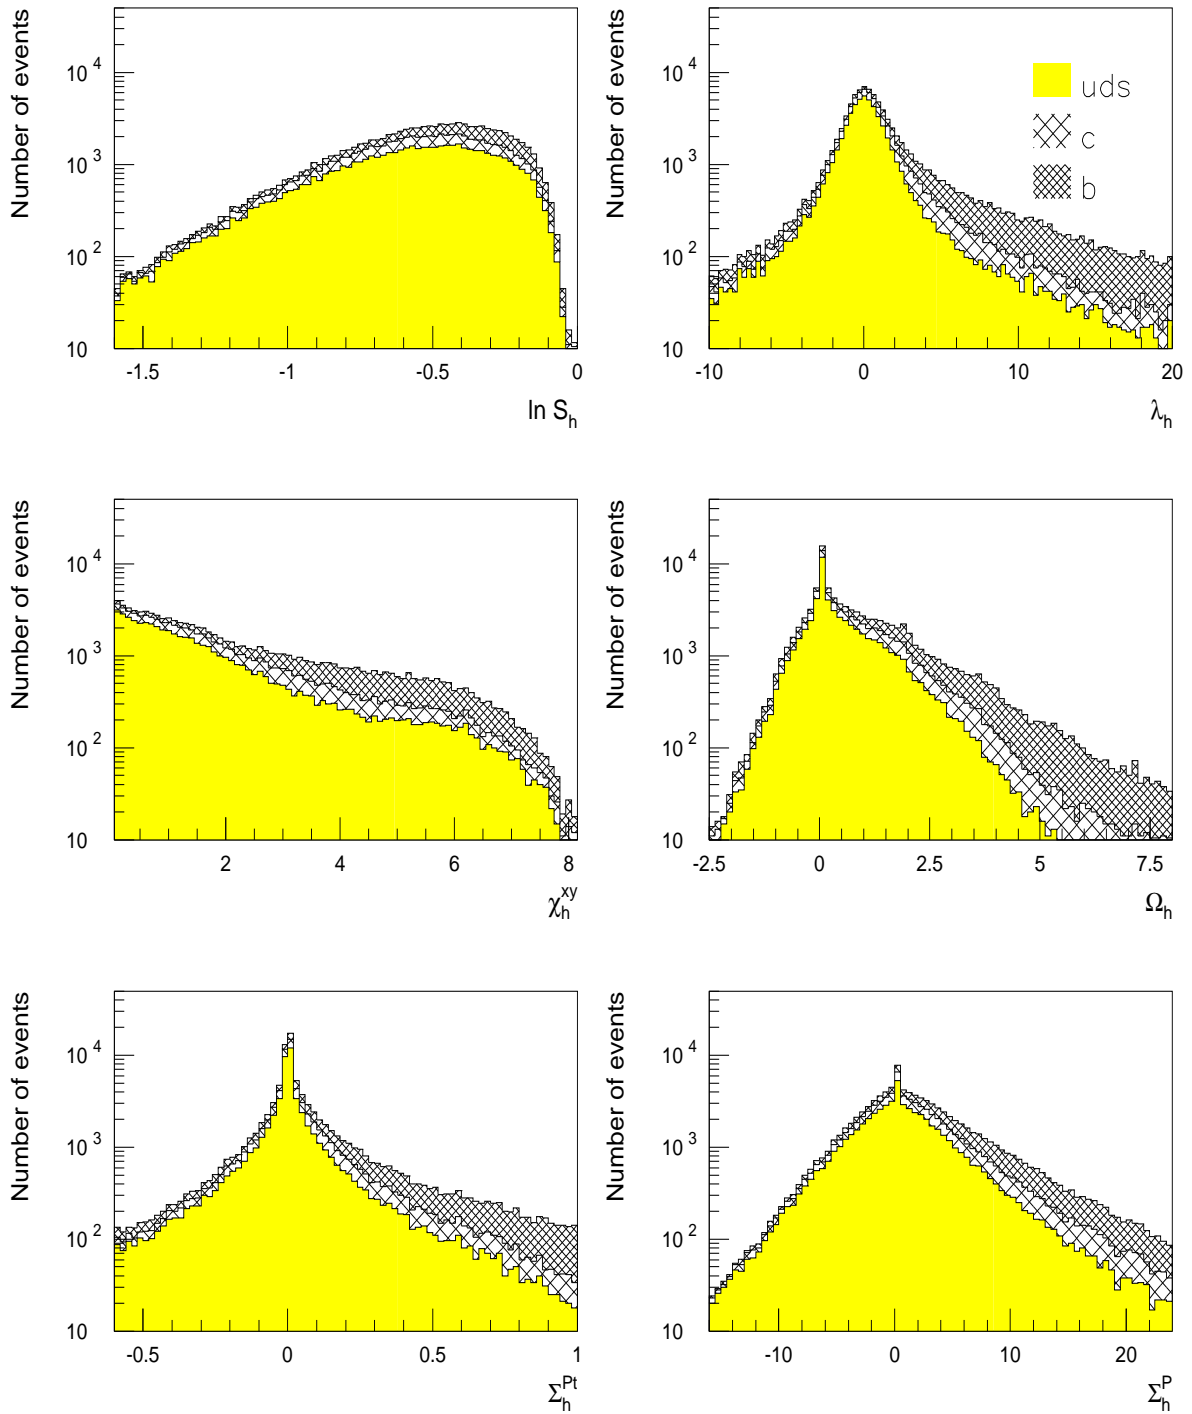 Number of events
10^4
10^3
10^2
10
-1.5 -1 -0.5 0
ln S_h
Number of events
10^4
10^3
10^2
10
-10 0 10 20
λ_h
uds
c
b
Number of events
10^4
10^3
10^2
10
2 4 6 8
χ_h^xy
Number of events
10^4
10^3
10^2
10
-2.5 0 2.5 5 7.5
Ω_h
Number of events
10^4
10^3
10^2
10
-0.5 0 0.5 1
Σ_h^Pt
Number of events
10^4
10^3
10^2
10
-10 0 10 20
Σ_h^P